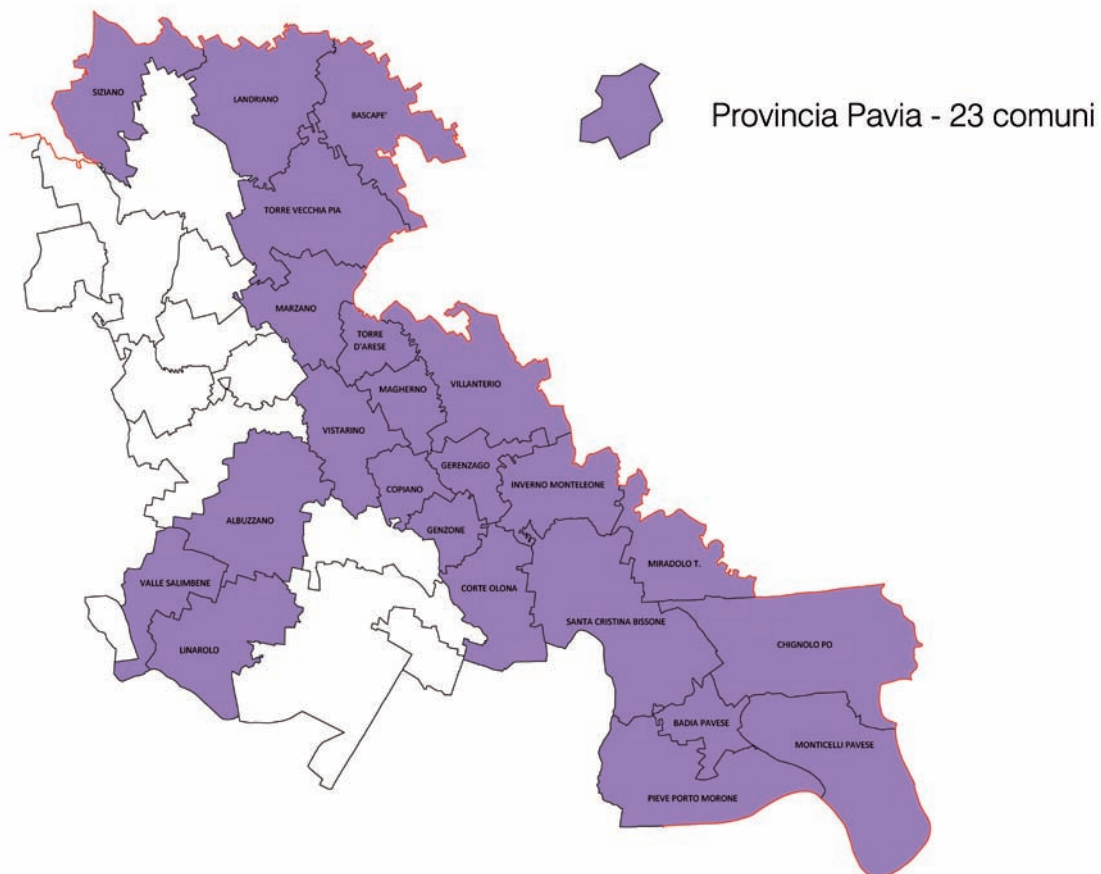 SIZIANO
LANDRIANO
BASCAPE'
Provincia Pavia - 23 comuni
TORRE VECCHIA PIA
MARZANO
TORRE
D'ARESE
VILLANTERIO
MAGHERNO
VISTARINO
GERENZAGO
INVERNO MONTELEONE
COPIANO
ALBUZZANO
GENZONE
MIRADOLO T.
VALLE SALIMBENE
CORTE OLONA
SANTA CRISTINA BISSONE
CHIGNOLO PO
LINAROLO
BADIA PAVESE
MONTICELLI PAVESE
PIEVE PORTO MORONE